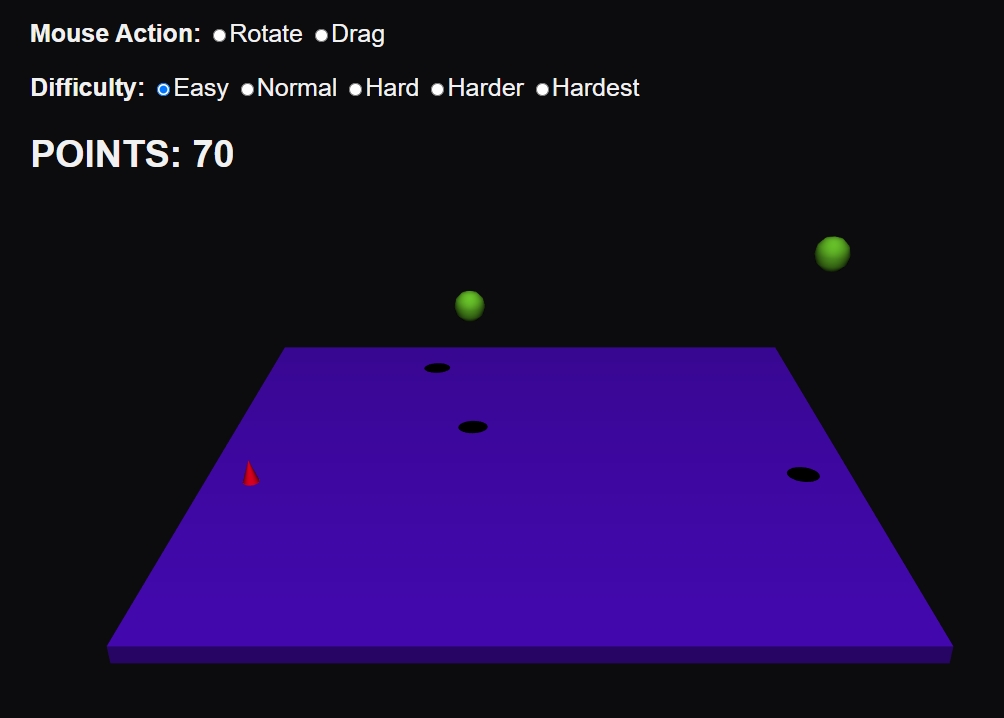 Mouse Action: Rotate Drag
Difficulty: Easy Normal Hard Harder Hardest
POINTS: 70